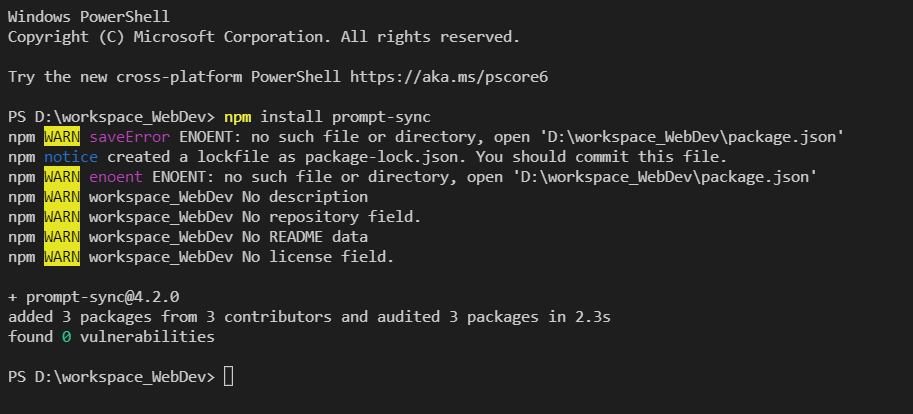 Windows PowerShell
Copyright (C) Microsoft Corporation. All rights reserved.
Try the new cross-platform PowerShell https://aka.ms/pscore6
PS D:\workspace_WebDev> npm install prompt-sync
npm WARN saveError ENOENT: no such file or directory, open 'D:\workspace_WebDev\package.json'
npm notice created a lockfile as package-lock.json. You should commit this file.
npm WARN enoent ENOENT: no such file or directory, open 'D:\workspace_WebDev\package.json'
npm WARN workspace_WebDev No description
npm WARN workspace_WebDev No repository field.
npm WARN workspace_WebDev No README data
npm WARN workspace_WebDev No license field.
+ prompt-sync@4.2.0
added 3 packages from 3 contributors and audited 3 packages in 2.3s
found 0 vulnerabilities
PS D:\workspace_WebDev>